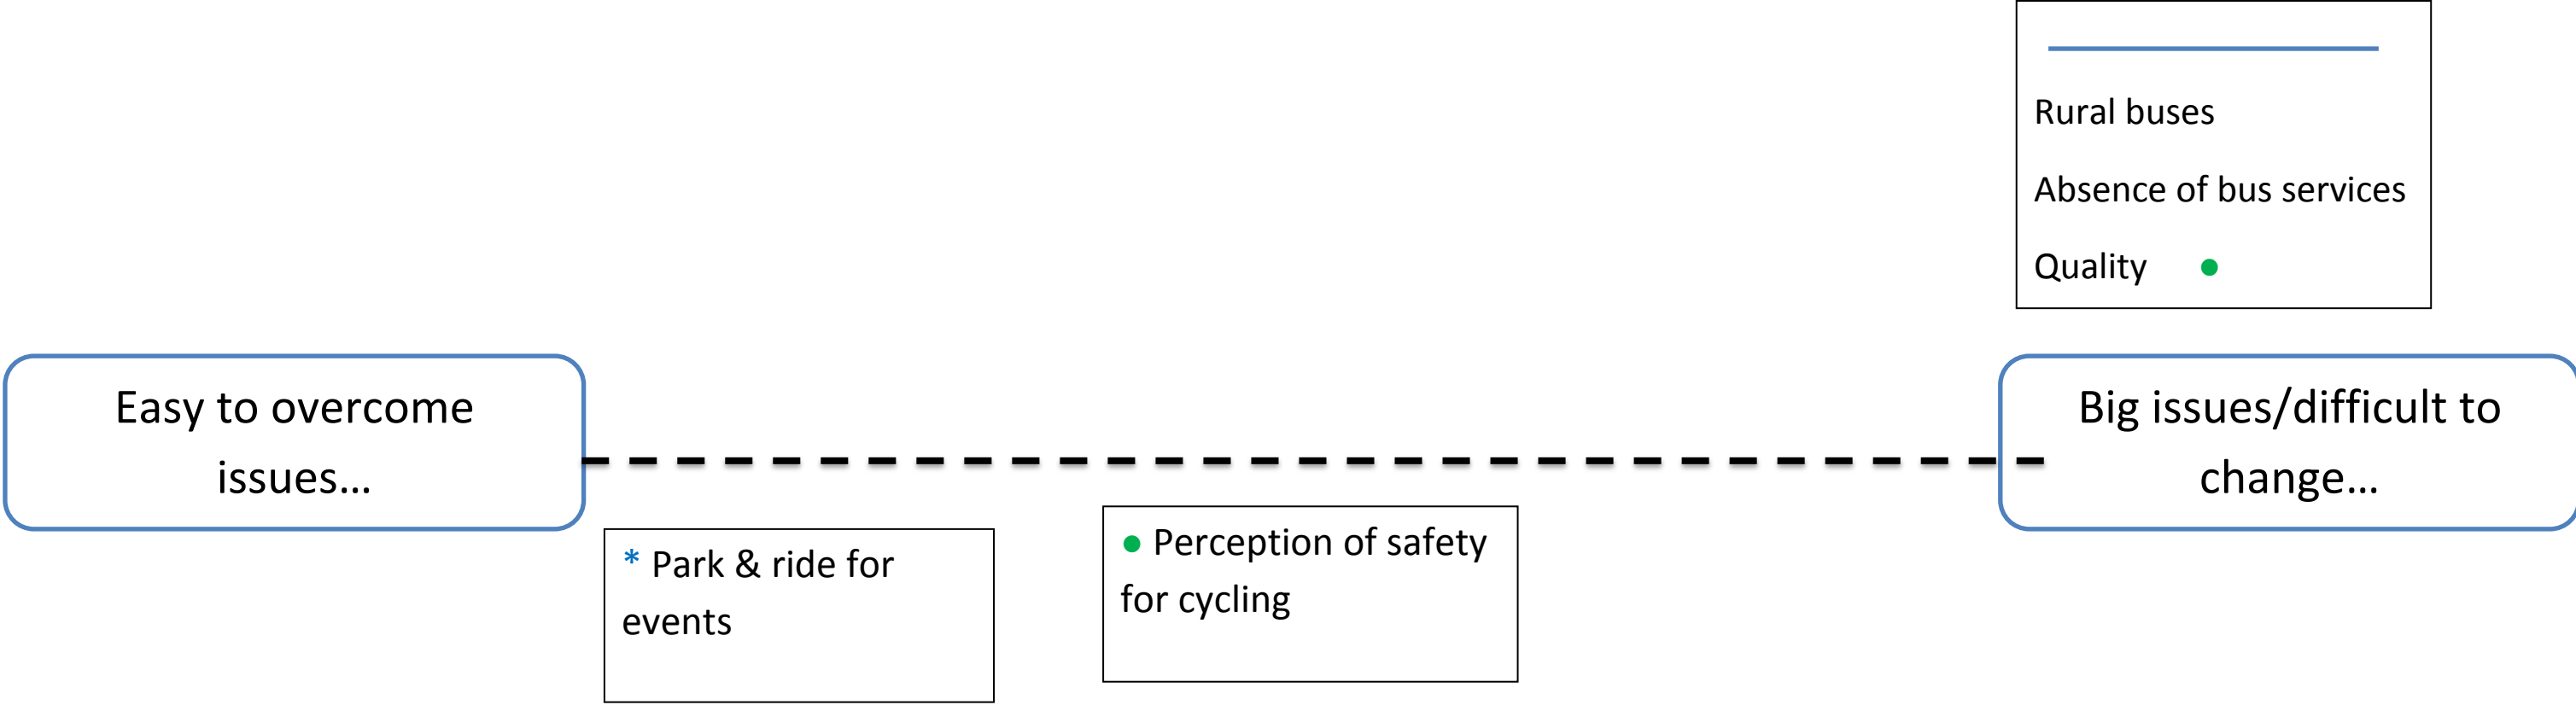 Rural buses
Absence of bus services
Quality ●
Easy to overcome
issues…
Big issues/difficult to
change…
* Park & ride for
events
● Perception of safety
for cycling